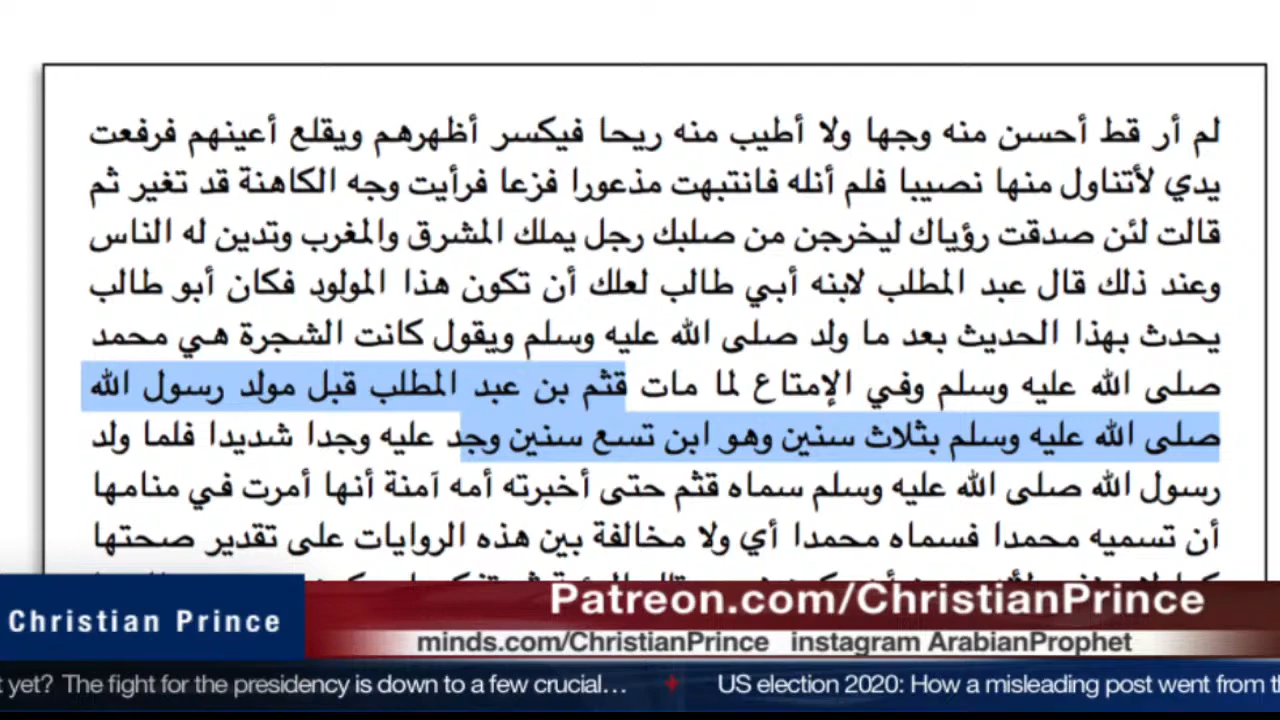 لم أر قط أحسن منه وجها ولا أطيب منه ريحا فيكسر أظهرهم ويقلع أعينهم فرفعت
يدي لأتناول منها نصيبا فلم أنله فانتبهت مذعورا فزعا فرأيت وجه الكاهنة قد تغير ثم
قالت لئن صدقت رؤياك ليخرجن من صلبك رجل يملك المشرق والمغرب وتدين له الناس
وعند ذلك قال عبد المطلب لابنه أبي طالب لعلك أن تكون هذا المولود فكان أبو طالب
يحدث بهذا الحديث بعد ما ولد صلى الله عليه وسلم ويقول كانت الشجرة هي محمد
صلى الله عليه وسلم وفي الإمتاع لما مات قثم بن عبد المطلب قبل مولد رسول الله
صلى الله عليه وسلم بثلاث سنين وهو ابن تسع سنين وجد عليه وجدا شديدا فلما ولد
رسول الله صلى الله عليه وسلم سماه قثم حتى أخبرته أمه آمنة أنها أمرت في منامها
أن تسميه محمدا فسماه محمدا أي ولا مخالفة بين هذه الروايات على تقدير صحتها
Christian Prince
Patreon.com/ChristianPrince
minds.com/ChristianPrince instagram ArabianProphet
yet? The fight for the presidency is down to a few crucial… US election 2020: How a misleading post went from